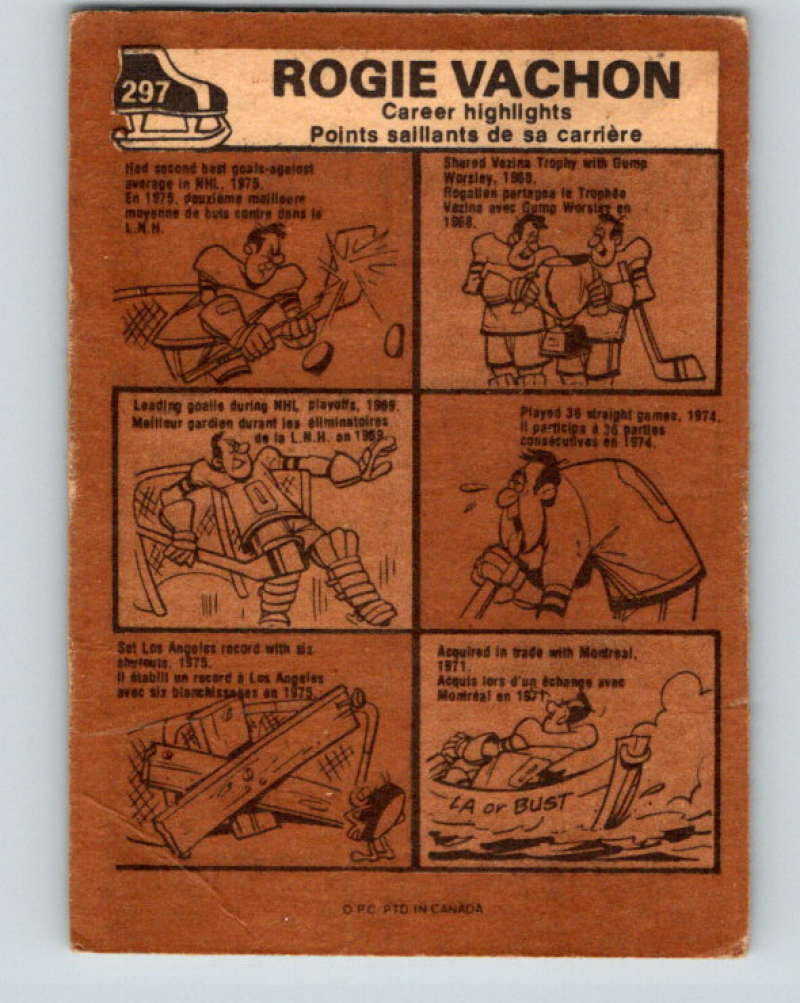 297
ROGIE VACHON
Career highlights
Points saillants de sa carrière
Had second best goals-against
average in NHL, 1975.
En 1975, deuxième meilleure
moyenne de buts contre dans la
L.N.H.
Shared Vezina Trophy with Gump
Worsley, 1968.
Rogatien partagea le Trophée
Vézina avec Gump Worsley en
1968.
Leading goalie during NHL playoffs, 1969.
Meilleur gardien durant les éliminatoires
de la L.N.H. en 1969.
Played 36 straight games, 1974.
Il participa à 36 parties
consécutives en 1974.
Set Los Angeles record with six
shutouts, 1975.
Il établit un record à Los Angeles
avec six blanchissages en 1975.
Acquired in trade with Montreal,
1971.
Acquis lors d'un échange avec
Montréal en 1971.
LA or BUST
O.P.C. PTD. IN CANADA